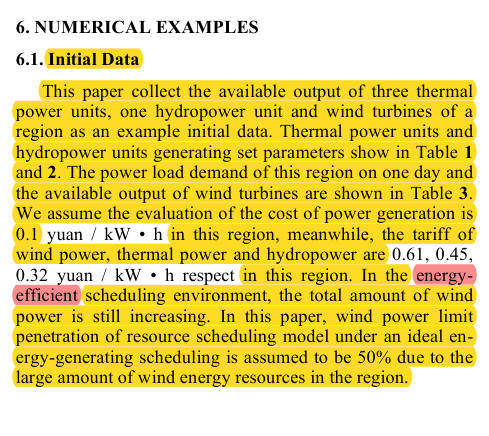 6. NUMERICAL EXAMPLES
6.1. Initial Data
This paper collect the available output of three thermal
power units, one hydropower unit and wind turbines of a
region as an example initial data. Thermal power units and
hydropower units generating set parameters show in Table 1
and 2. The power load demand of this region on one day and
the available output of wind turbines are shown in Table 3.
We assume the evaluation of the cost of power generation is
0.1 yuan / kW • h in this region, meanwhile, the tariff of
wind power, thermal power and hydropower are 0.61, 0.45,
0.32 yuan / kW • h respect in this region. In the energy-
efficient scheduling environment, the total amount of wind
power is still increasing. In this paper, wind power limit
penetration of resource scheduling model under an ideal en-
ergy-generating scheduling is assumed to be 50% due to the
large amount of wind energy resources in the region.